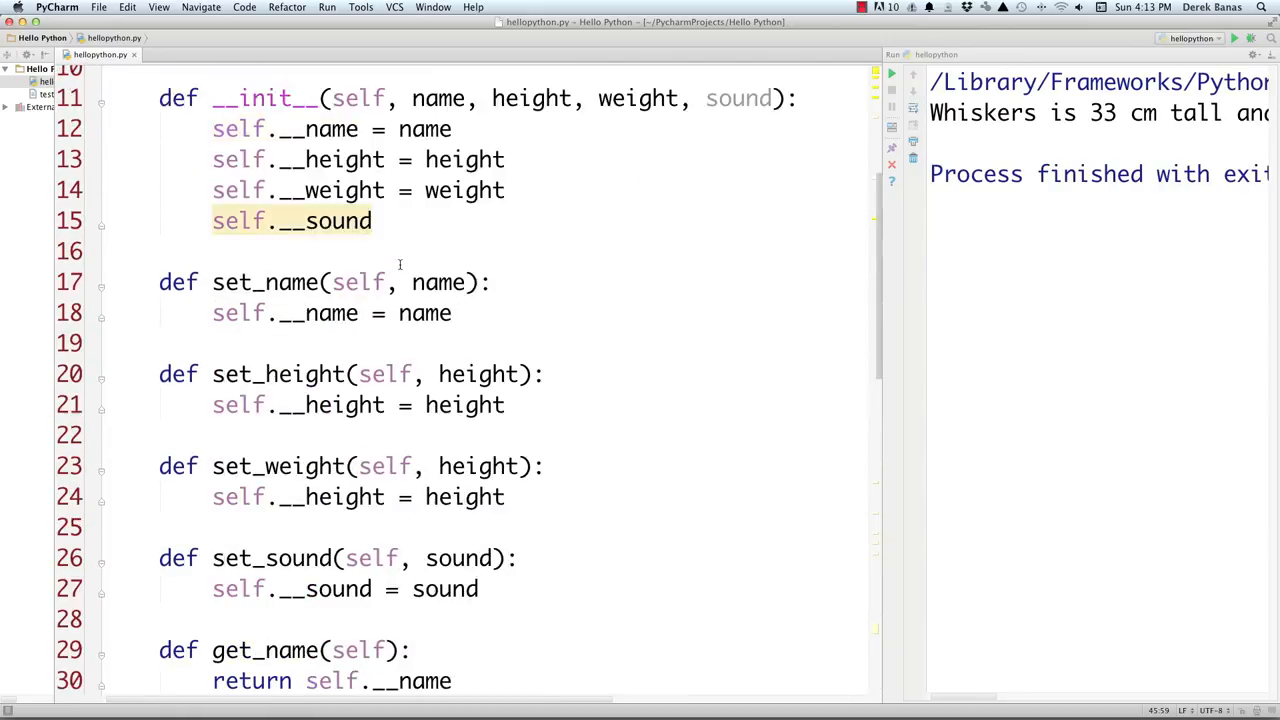 PyCharm File Edit View Navigate Code Refactor Run Tools VCS Window Help 10 Sun 4:13 PM Derek Banas
hellopython.py – Hello Python – [~/PycharmProjects/Hello Python]
Hello Python hellopython.py hellopython
hellopython.py
Run hellopython
Hello P
hell
test
Externa
10
11 def __init__(self, name, height, weight, sound):
12 self.__name = name
13 self.__height = height
14 self.__weight = weight
15 self.__sound
16
17 def set_name(self, name):
18 self.__name = name
19
20 def set_height(self, height):
21 self.__height = height
22
23 def set_weight(self, height):
24 self.__height = height
25
26 def set_sound(self, sound):
27 self.__sound = sound
28
29 def get_name(self):
30 return self.__name
/Library/Frameworks/Python
Whiskers is 33 cm tall and
Process finished with exit
45:59 LF UTF-8